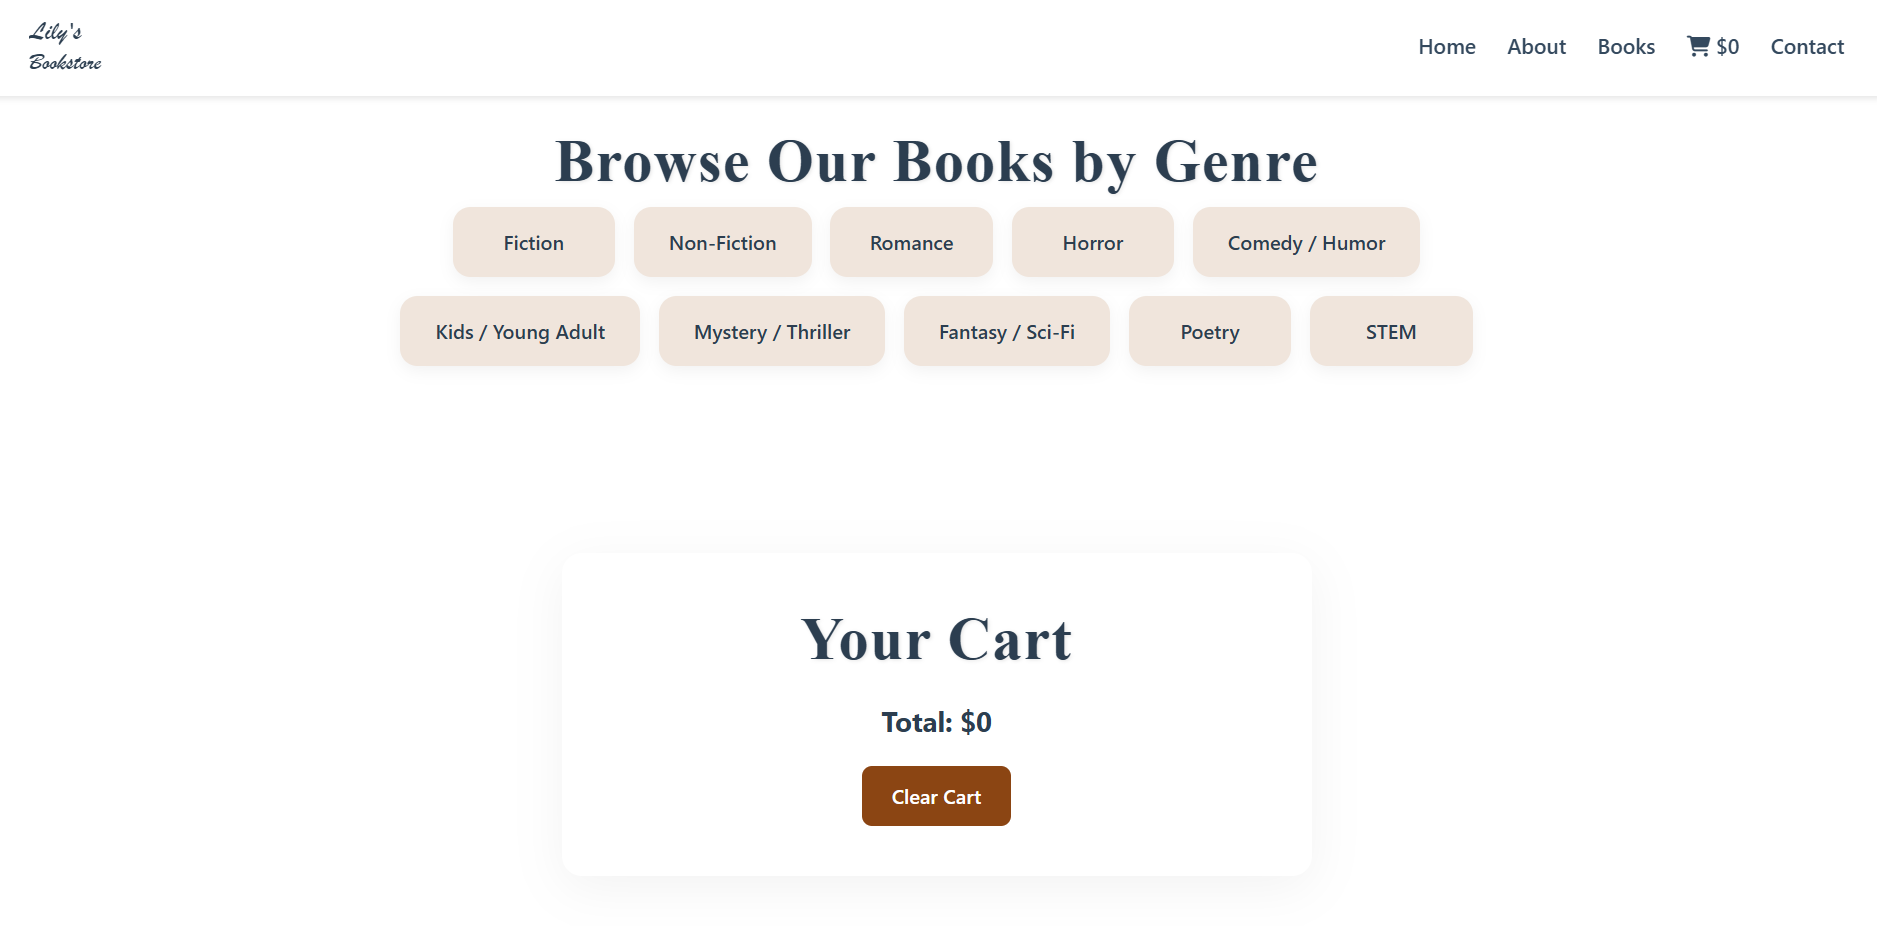 Lily's
Bookstore
Home About Books $0 Contact
Browse Our Books by Genre
Fiction Non-Fiction Romance Horror Comedy / Humor
Kids / Young Adult Mystery / Thriller Fantasy / Sci-Fi Poetry STEM
Your Cart
Total: $0
Clear Cart